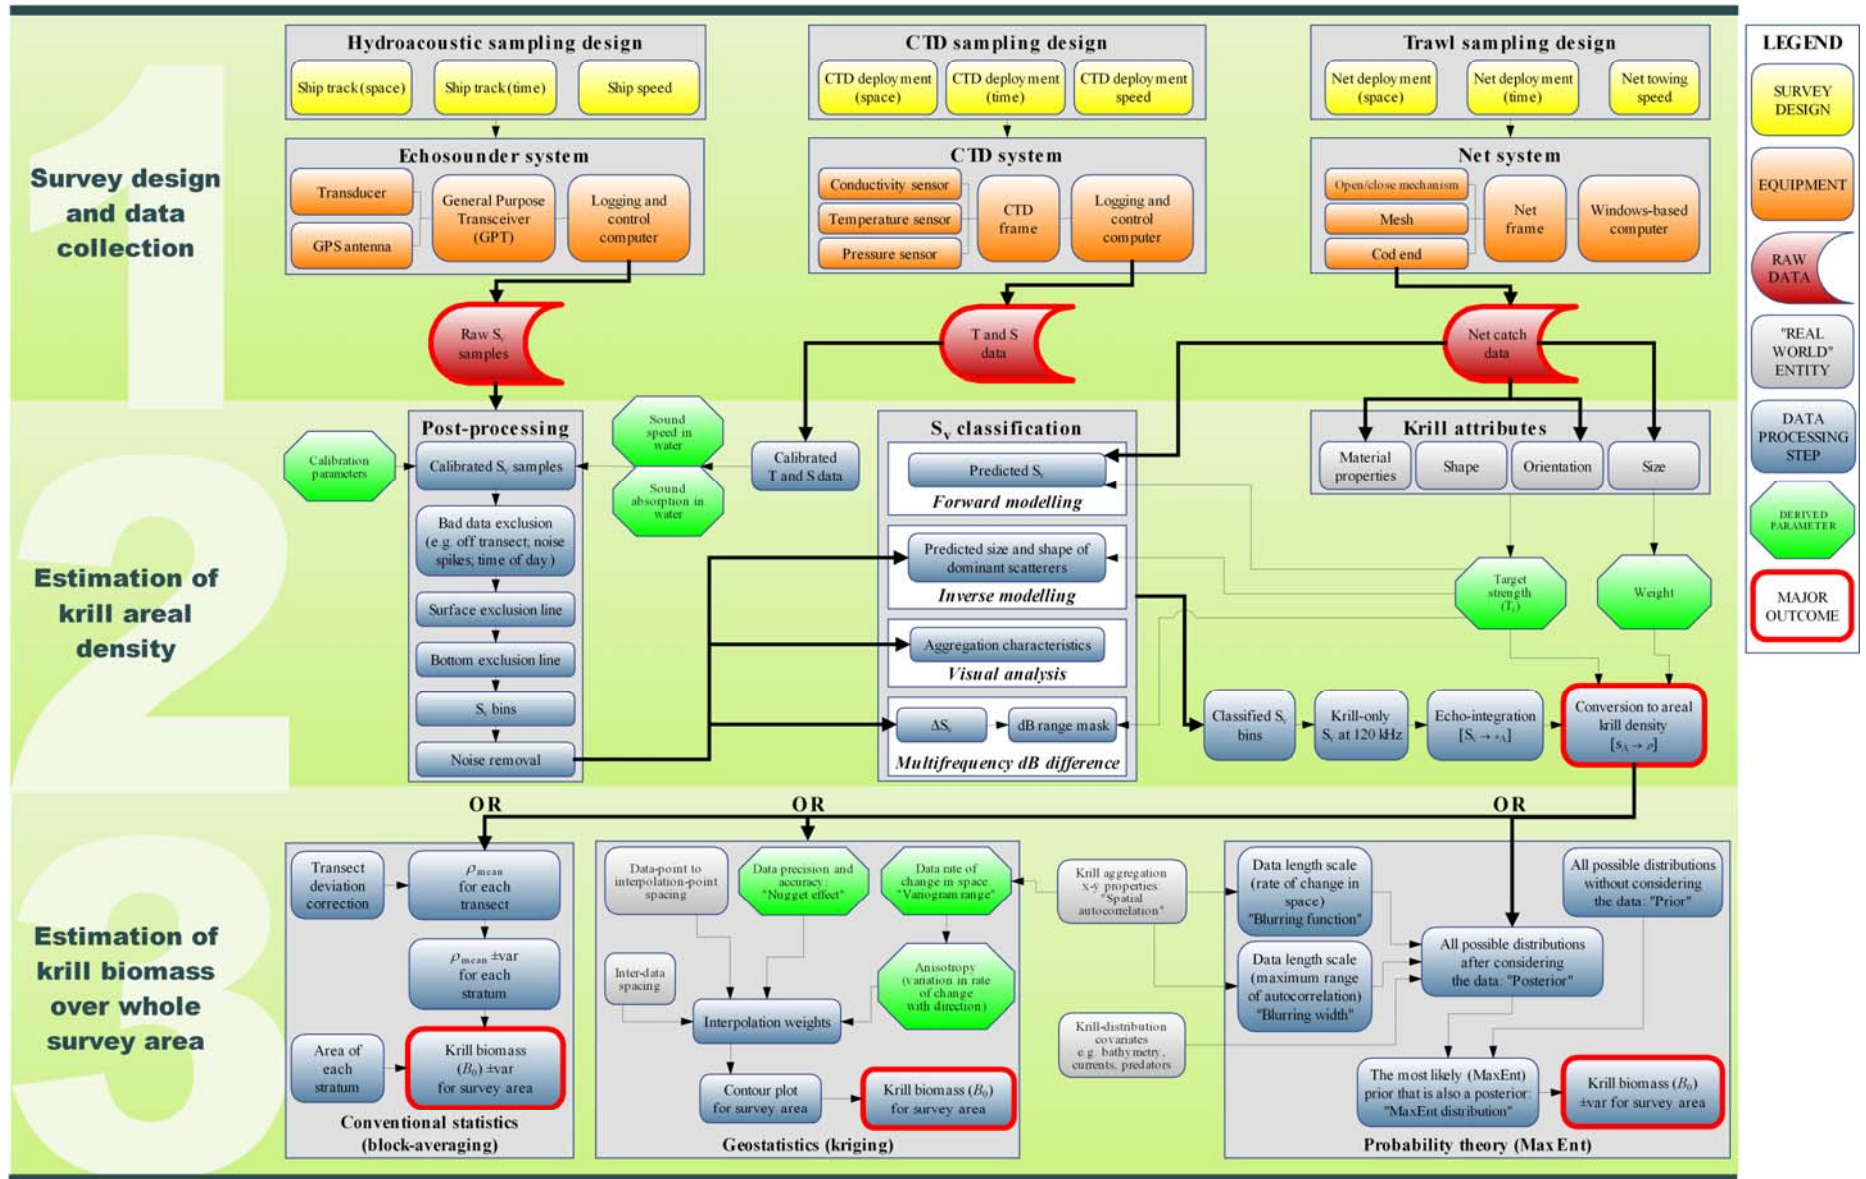 Hydroacoustic sampling design
Ship track (space)
Ship track (time)
Ship speed
CTD sampling design
CTD deployment
(space)
CTD deployment
(time)
CTD deployment
speed
Trawl sampling design
Net deployment
(space)
Net deployment
(time)
Net towing
speed
LEGEND
SURVEY
DESIGN
EQUIPMENT
RAW
DATA
"REAL
WORLD"
ENTITY
DATA
PROCESSING
STEP
DERIVED
PARAMETER
MAJOR
OUTCOME
1
Survey design
and data
collection
Echosounder system
Transducer
GPS antenna
General Purpose
Transceiver
(GPT)
Logging and
control
computer
CTD system
Conductivity sensor
Temperature sensor
Pressure sensor
CTD
frame
Logging and
control
computer
Net system
Open/close mechanism
Mesh
Cod end
Net
frame
Windows-based
computer
Raw Sv
samples
T and S
data
Net catch
data
2
Estimation of
krill areal
density
Calibration
parameters
Post-processing
Calibrated Sv samples
Bad data exclusion
(e.g. off transect; noise
spikes; time of day)
Surface exclusion line
Bottom exclusion line
Sv bins
Noise removal
Sound
speed in
water
Sound
absorption in
water
Calibrated
T and S data
Sv classification
Predicted Sv
Forward modelling
Predicted size and shape of
dominant scatterers
Inverse modelling
Aggregation characteristics
Visual analysis
ΔSv
dB range mask
Multifrequency dB difference
Krill attributes
Material
properties
Shape
Orientation
Size
Target
strength
(Ts)
Weight
Classified Sv
bins
Krill-only
Sv at 120 kHz
Echo-integration
[Sv → sA]
Conversion to areal
krill density
[sA → ρ]
3
Estimation of
krill biomass
over whole
survey area
OR
OR
OR
Transect
deviation
correction
ρmean
for each
transect
ρmean ±var
for each
stratum
Area of
each
stratum
Krill biomass
(B0) ±var
for survey area
Conventional statistics
(block-averaging)
Data-point to
interpolation-point
spacing
Data precision and
accuracy:
"Nugget effect"
Data rate of
change in space:
"Variogram range"
Inter-data
spacing
Anisotropy
(variation in rate
of change
with direction)
Interpolation weights
Contour plot
for survey area
Krill biomass (B0)
for survey area
Geostatistics (kriging)
Krill aggregation
x-y properties:
"Spatial
autocorrelation"
Krill-distribution
covariates
e.g. bathymetry,
currents, predators
Data length scale
(rate of change in
space)
"Blurring function"
Data length scale
(maximum range
of autocorrelation)
"Blurring width"
All possible distributions
without considering
the data: "Prior"
All possible distributions
after considering
the data: "Posterior"
The most likely (MaxEnt)
prior that is also a posterior:
"MaxEnt distribution"
Krill biomass (B0)
±var for survey area
Probability theory (MaxEnt)